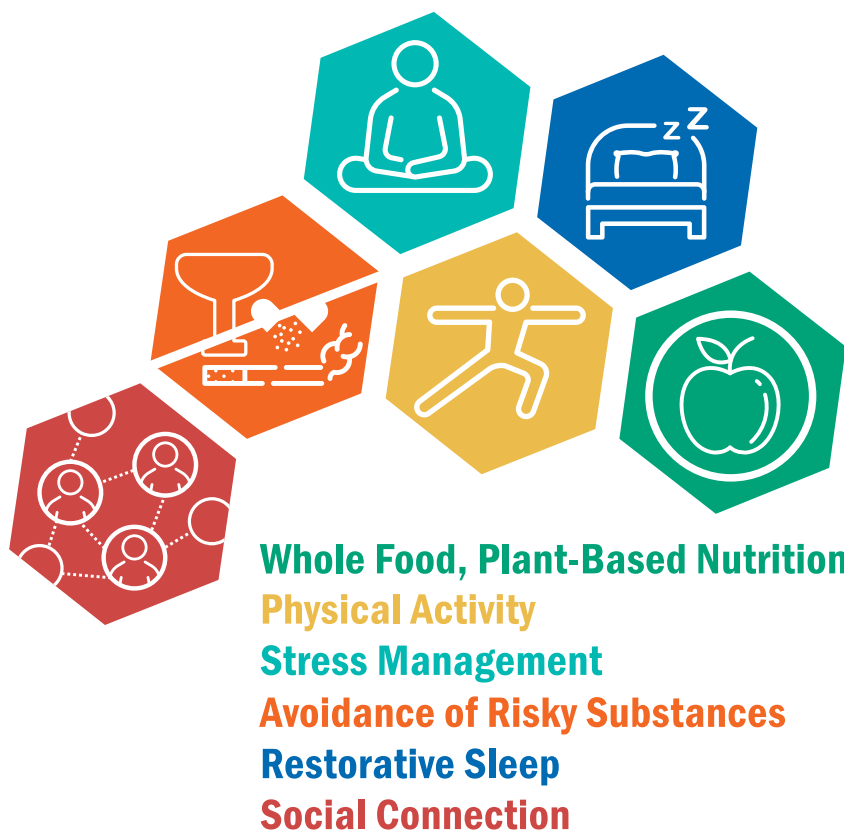 z Z
Whole Food, Plant-Based Nutrition
Physical Activity
Stress Management
Avoidance of Risky Substances
Restorative Sleep
Social Connection